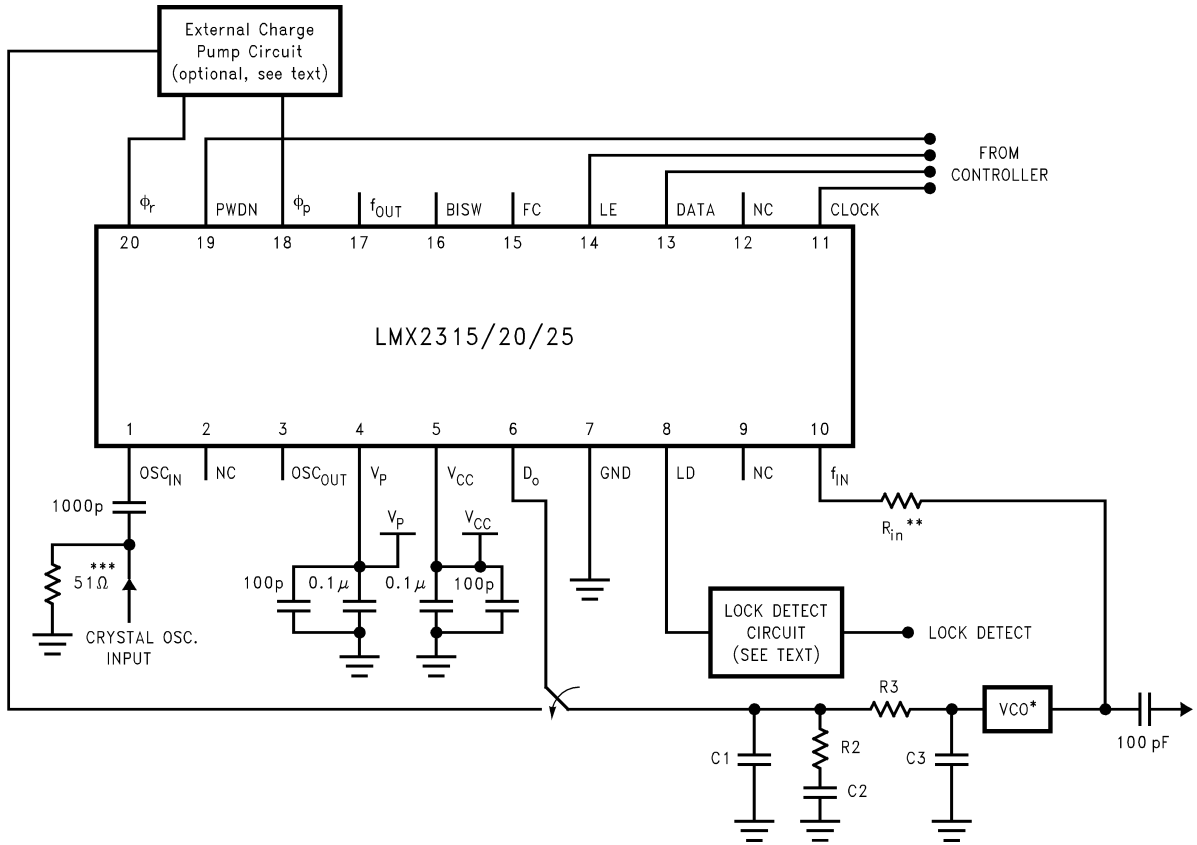 External Charge
Pump Circuit
(optional, see text)
FROM
CONTROLLER
ϕr PWDN ϕp fOUT BISW FC LE DATA NC CLOCK
20 19 18 17 16 15 14 13 12 11
LMX2315/20/25
1 2 3 4 5 6 7 8 9 10
OSCIN NC OSCOUT VP VCC Do GND LD NC fIN
1000p
VP VCC
Rin**
***
51Ω
100p 0.1μ 0.1μ 100p
CRYSTAL OSC.
INPUT
LOCK DETECT
CIRCUIT
(SEE TEXT)
LOCK DETECT
R3
VCO*
100 pF
C1 R2 C3
C2